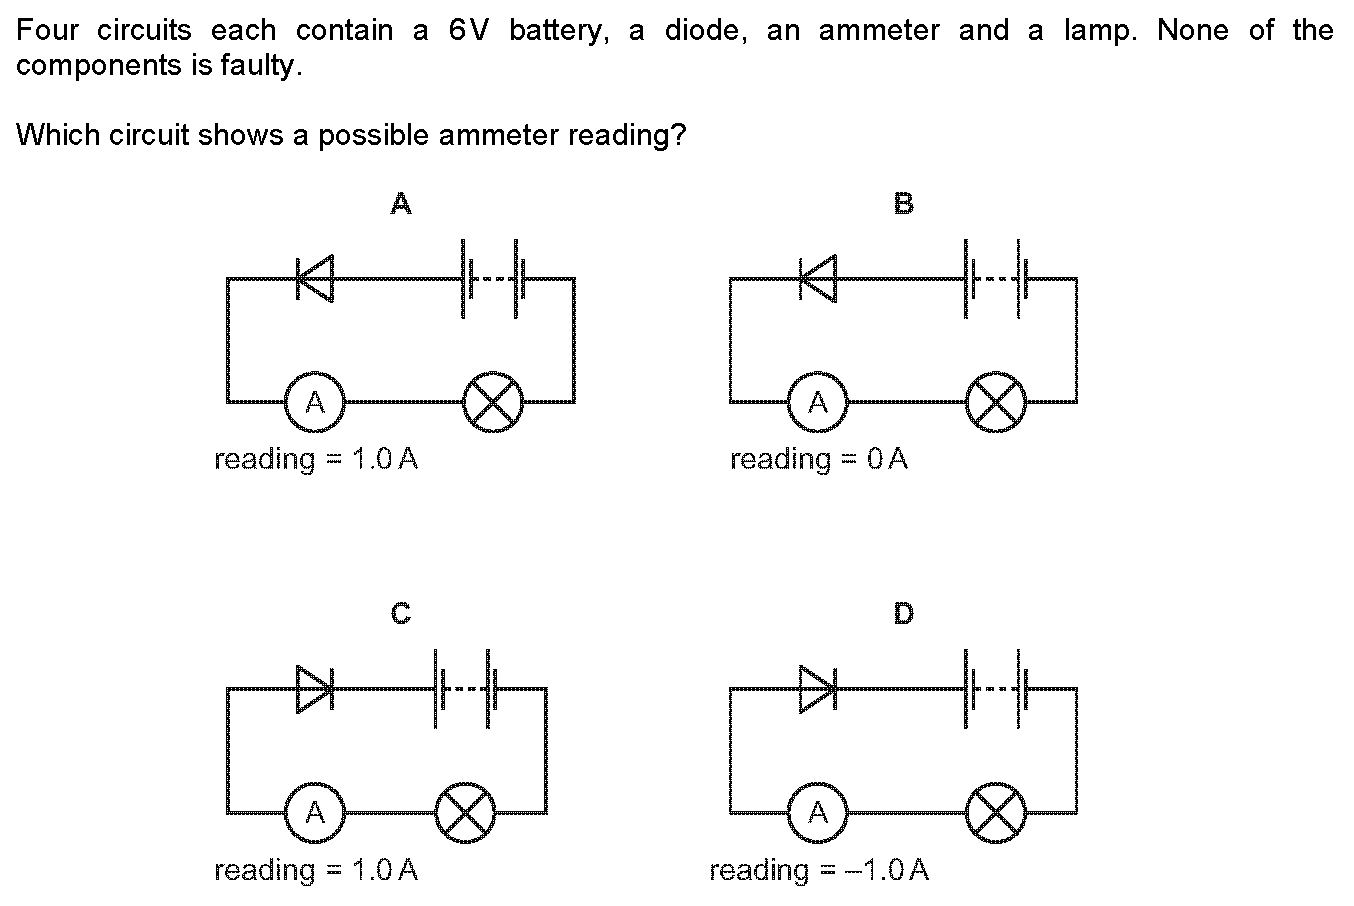 Four circuits each contain a 6V battery, a diode, an ammeter and a lamp. None of the
components is faulty.
Which circuit shows a possible ammeter reading?
A
B
A
A
reading = 1.0 A
reading = 0 A
C
D
A
A
reading = 1.0 A
reading = –1.0 A